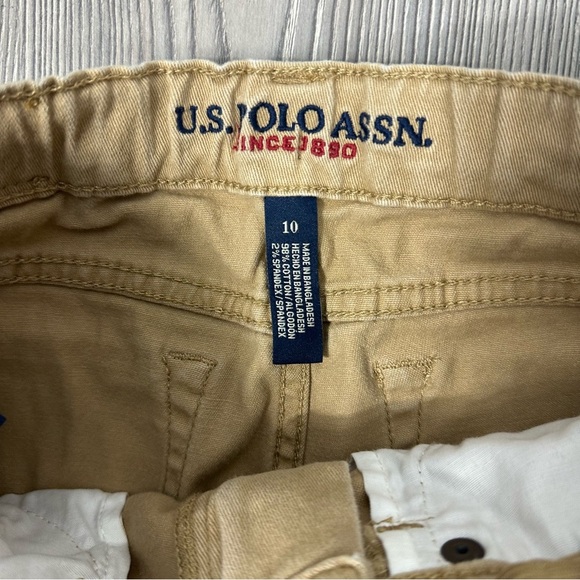 U.S. POLO ASSN.
SINCE 1890
10
MADE IN BANGLADESH
HECHO EN BANGLADESH
98% COTTON/ALGODON
2% SPANDEX/SPANDEX